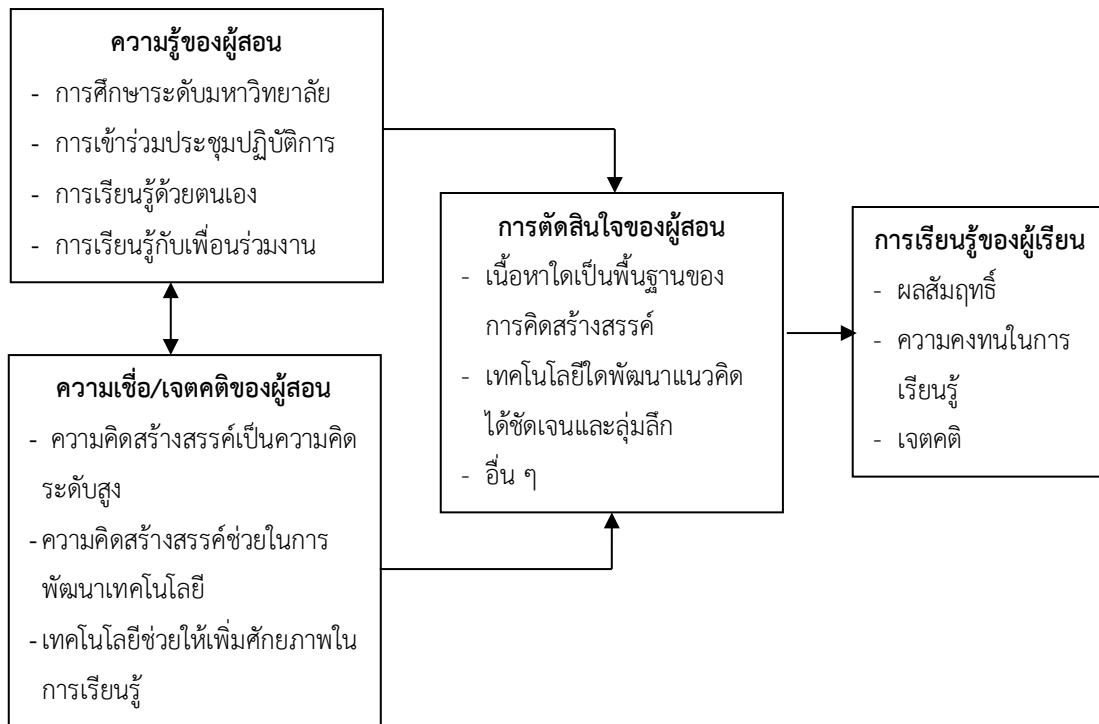 ความรู้ของผู้สอน
- การศึกษาระดับมหาวิทยาลัย
- การเข้าร่วมประชุมปฏิบัติการ
- การเรียนรู้ด้วยตนเอง
- การเรียนรู้กับเพื่อนร่วมงาน
ความเชื่อ/เจตคติของผู้สอน
- ความคิดสร้างสรรค์เป็นความคิด
ระดับสูง
- ความคิดสร้างสรรค์ช่วยในการ
พัฒนาเทคโนโลยี
- เทคโนโลยีช่วยให้เพิ่มศักยภาพใน
การเรียนรู้
การตัดสินใจของผู้สอน
- เนื้อหาใดเป็นพื้นฐานของ
การคิดสร้างสรรค์
- เทคโนโลยีใดพัฒนาแนวคิด
ได้ชัดเจนและลุ่มลึก
- อื่น ๆ
การเรียนรู้ของผู้เรียน
- ผลสัมฤทธิ์
- ความคงทนในการ
เรียนรู้
- เจตคติ